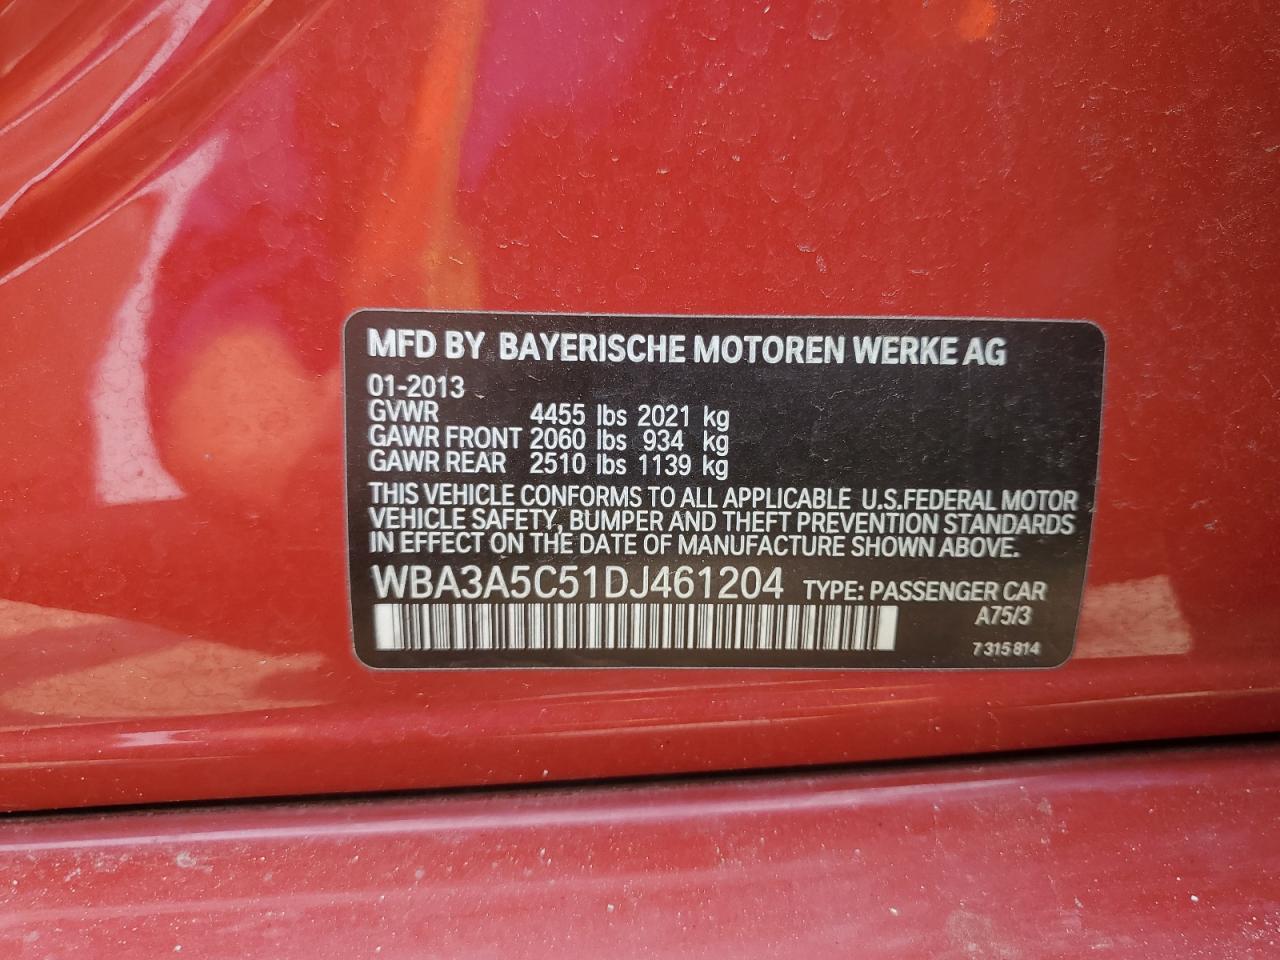 MFD BY BAYERISCHE MOTOREN WERKE AG
01-2013
GVWR 4455 lbs 2021 kg
GAWR FRONT 2060 lbs 934 kg
GAWR REAR 2510 lbs 1139 kg
THIS VEHICLE CONFORMS TO ALL APPLICABLE U.S.FEDERAL MOTOR
VEHICLE SAFETY, BUMPER AND THEFT PREVENTION STANDARDS
IN EFFECT ON THE DATE OF MANUFACTURE SHOWN ABOVE.
WBA3A5C51DJ461204 TYPE: PASSENGER CAR
A75/3
7 315 814